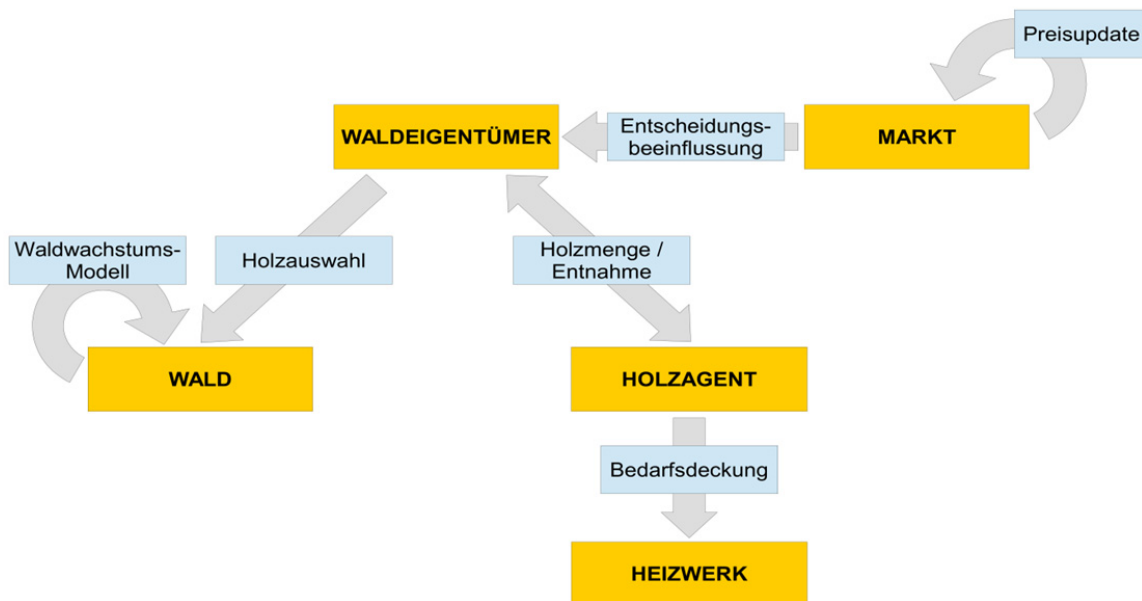 Preisupdate
WALDEIGENTÜMER
Entscheidungs-
beeinflussung
MARKT
Waldwachstums-
Modell
Holzauswahl
Holzmenge /
Entnahme
WALD
HOLZAGENT
Bedarfsdeckung
HEIZWERK